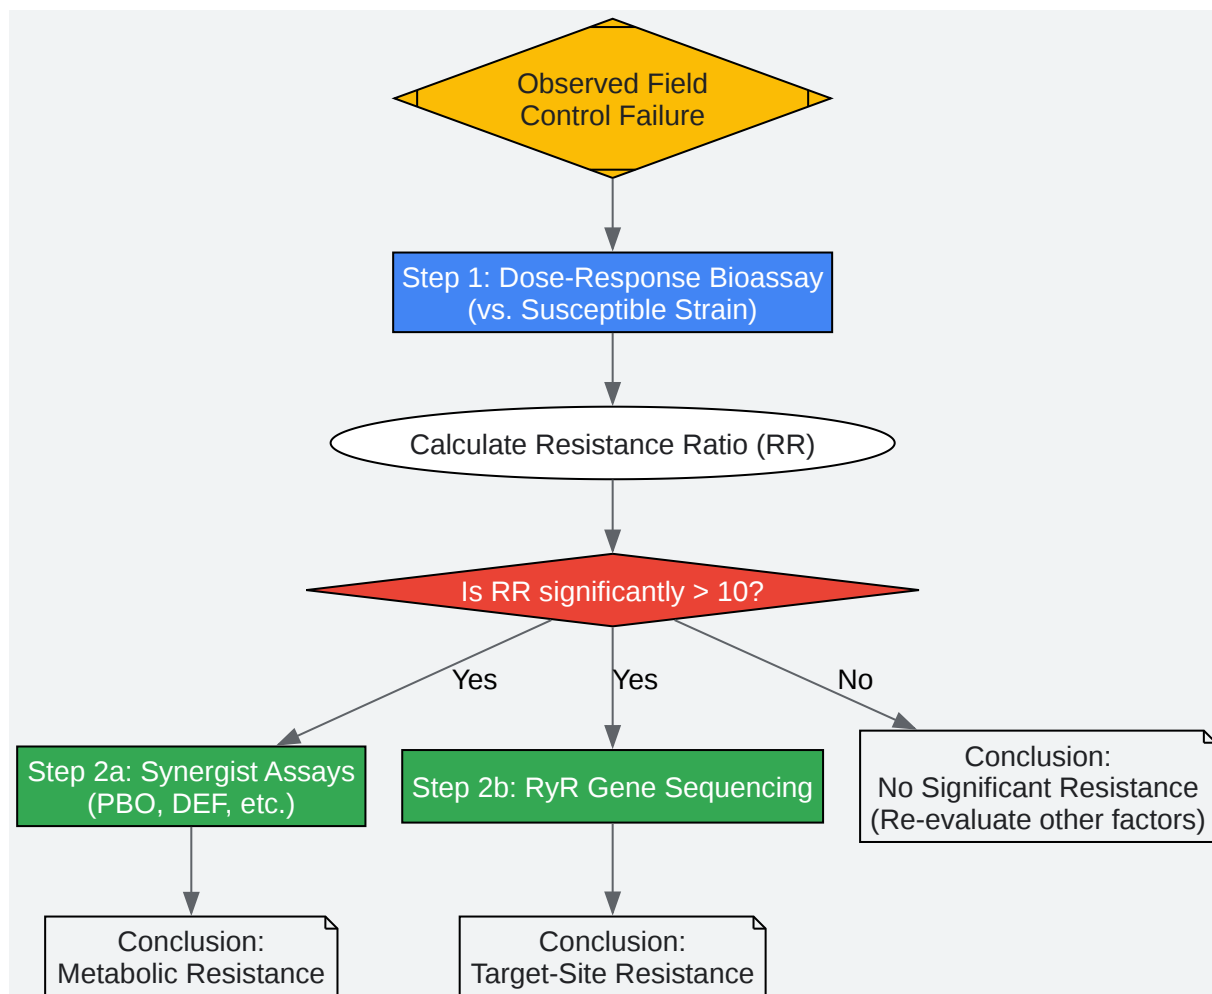 Observed Field
Control Failure
Step 1: Dose-Response Bioassay
(vs. Susceptible Strain)
Calculate Resistance Ratio (RR)
Is RR significantly > 10?
Yes
Yes
No
Step 2a: Synergist Assays
(PBO, DEF, etc.)
Step 2b: RyR Gene Sequencing
Conclusion:
No Significant Resistance
(Re-evaluate other factors)
Conclusion:
Metabolic Resistance
Conclusion:
Target-Site Resistance